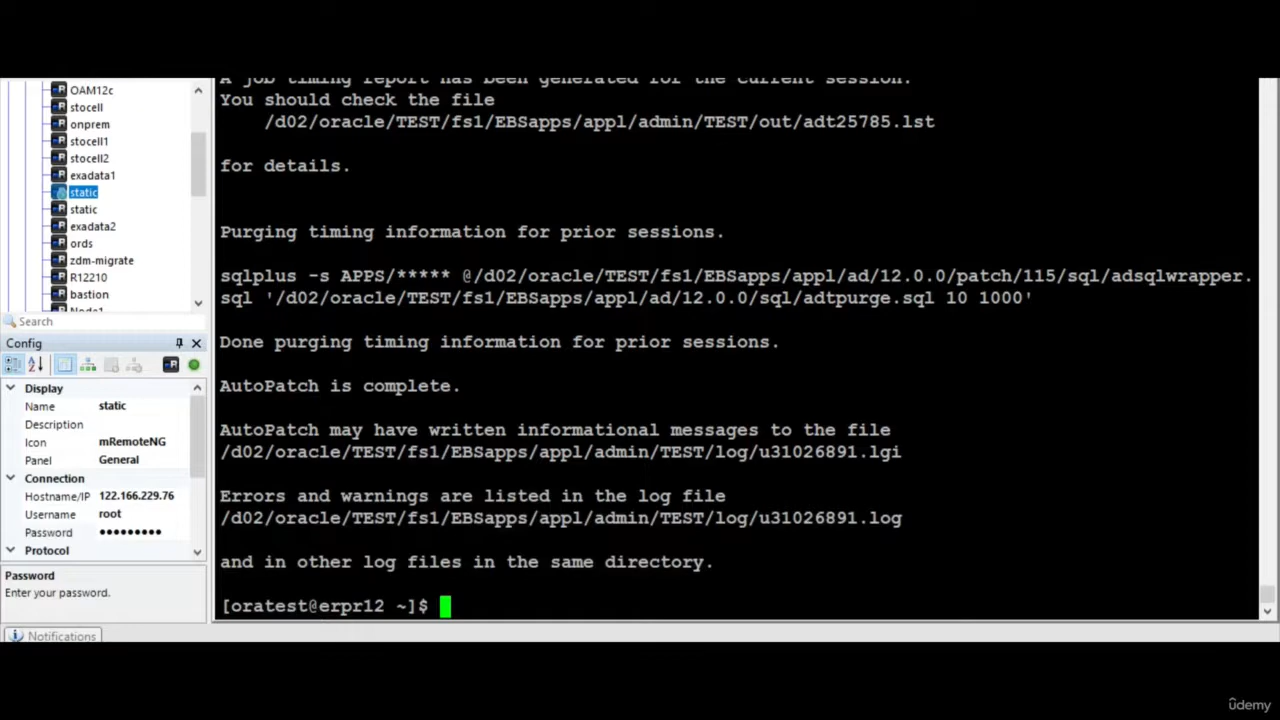 OAM12c
stocell
onprem
stocell1
stocell2
exadata1
static
static
exadata2
ords
zdm-migrate
R12210
bastion
Node1
Search
Config
Display
Name static
Description
Icon mRemoteNG
Panel General
Connection
Hostname/IP 122.166.229.76
Username root
Password ●●●●●●●●●
Protocol
Password
Enter your password.
Notifications
A job timing report has been generated for the current session.
You should check the file
/d02/oracle/TEST/fs1/EBSapps/appl/admin/TEST/out/adt25785.lst
for details.
Purging timing information for prior sessions.
sqlplus -s APPS/***** @/d02/oracle/TEST/fs1/EBSapps/appl/ad/12.0.0/patch/115/sql/adsqlwrapper.
sql '/d02/oracle/TEST/fs1/EBSapps/appl/ad/12.0.0/sql/adtpurge.sql 10 1000'
Done purging timing information for prior sessions.
AutoPatch is complete.
AutoPatch may have written informational messages to the file
/d02/oracle/TEST/fs1/EBSapps/appl/admin/TEST/log/u31026891.lgi
Errors and warnings are listed in the log file
/d02/oracle/TEST/fs1/EBSapps/appl/admin/TEST/log/u31026891.log
and in other log files in the same directory.
[oratest@erpr12 ~]$
ûdemy